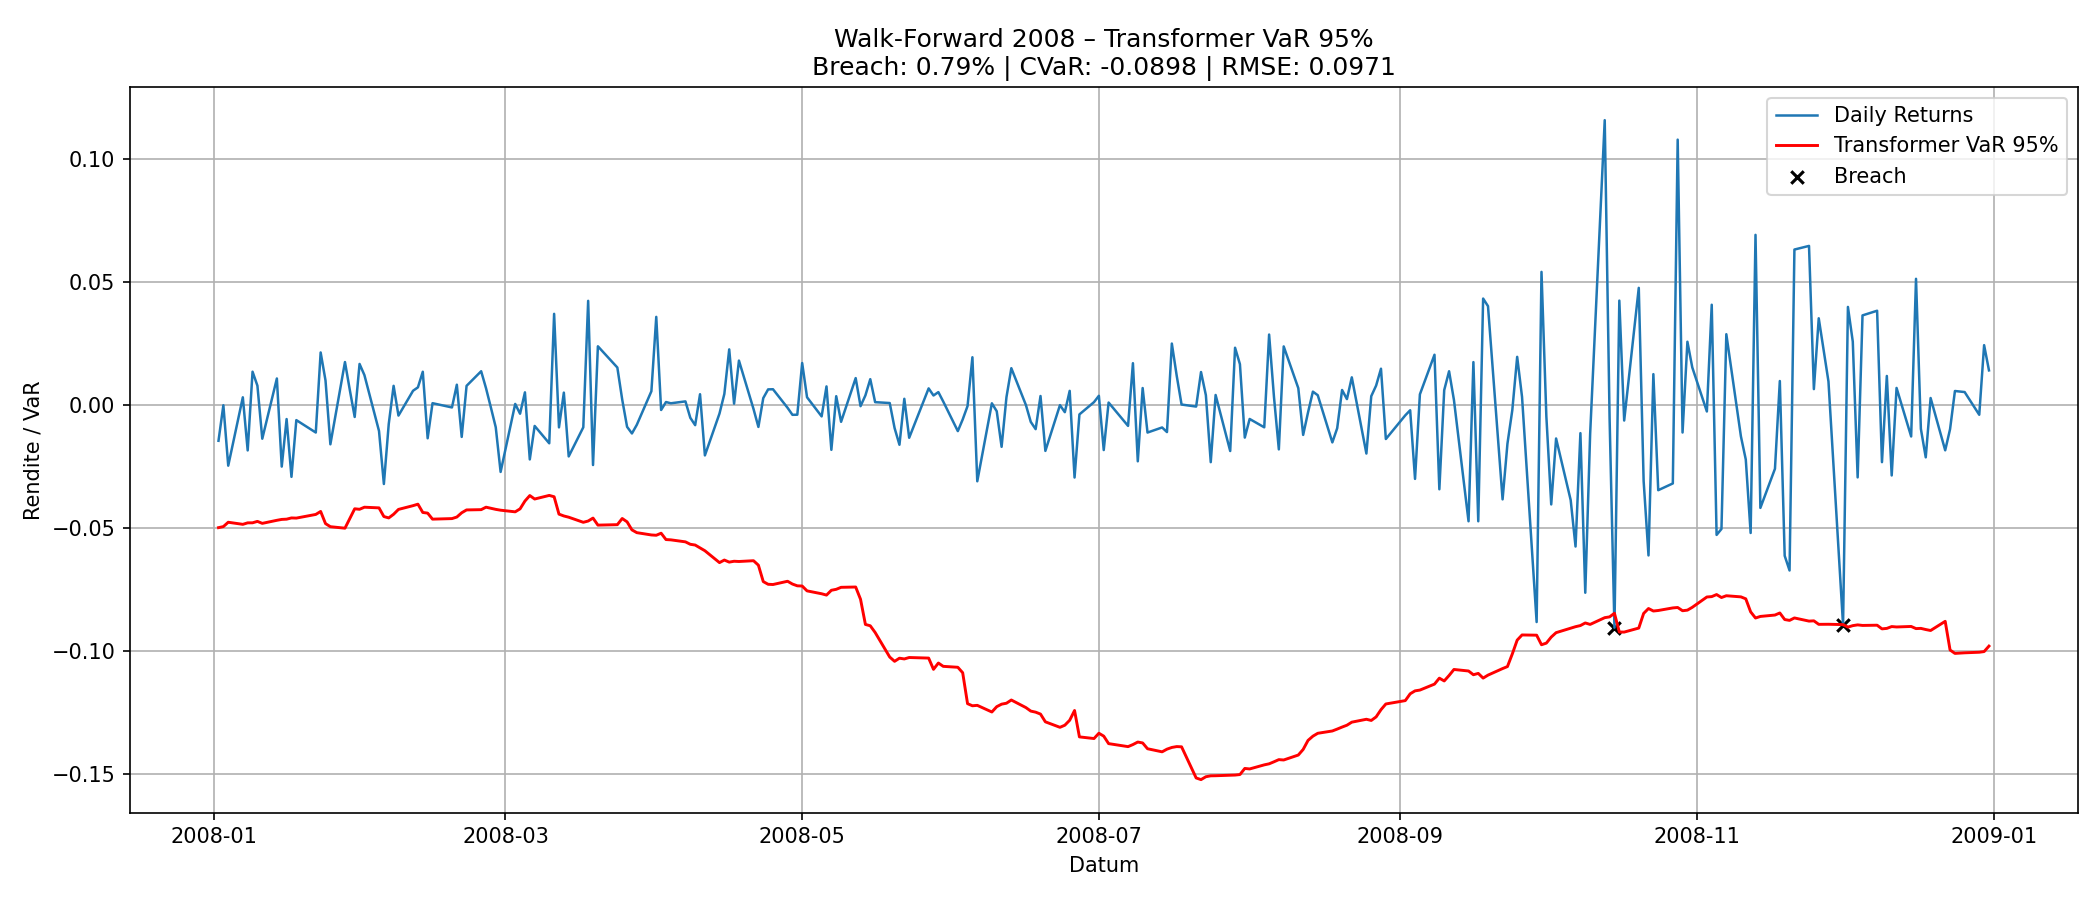 Walk-Forward 2008 – Transformer VaR 95%
Breach: 0.79% | CVaR: -0.0898 | RMSE: 0.0971
Daily Returns
Transformer VaR 95%
Breach
Rendite / VaR
0.10
0.05
0.00
−0.05
−0.10
−0.15
2008-01
2008-03
2008-05
2008-07
2008-09
2008-11
2009-01
Datum